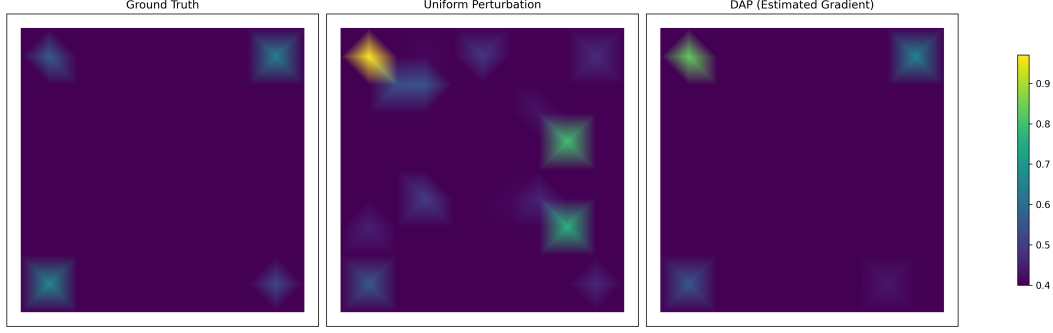 Ground Truth
Uniform Perturbation
DAP (Estimated Gradient)
0.9
0.8
0.7
0.6
0.5
0.4